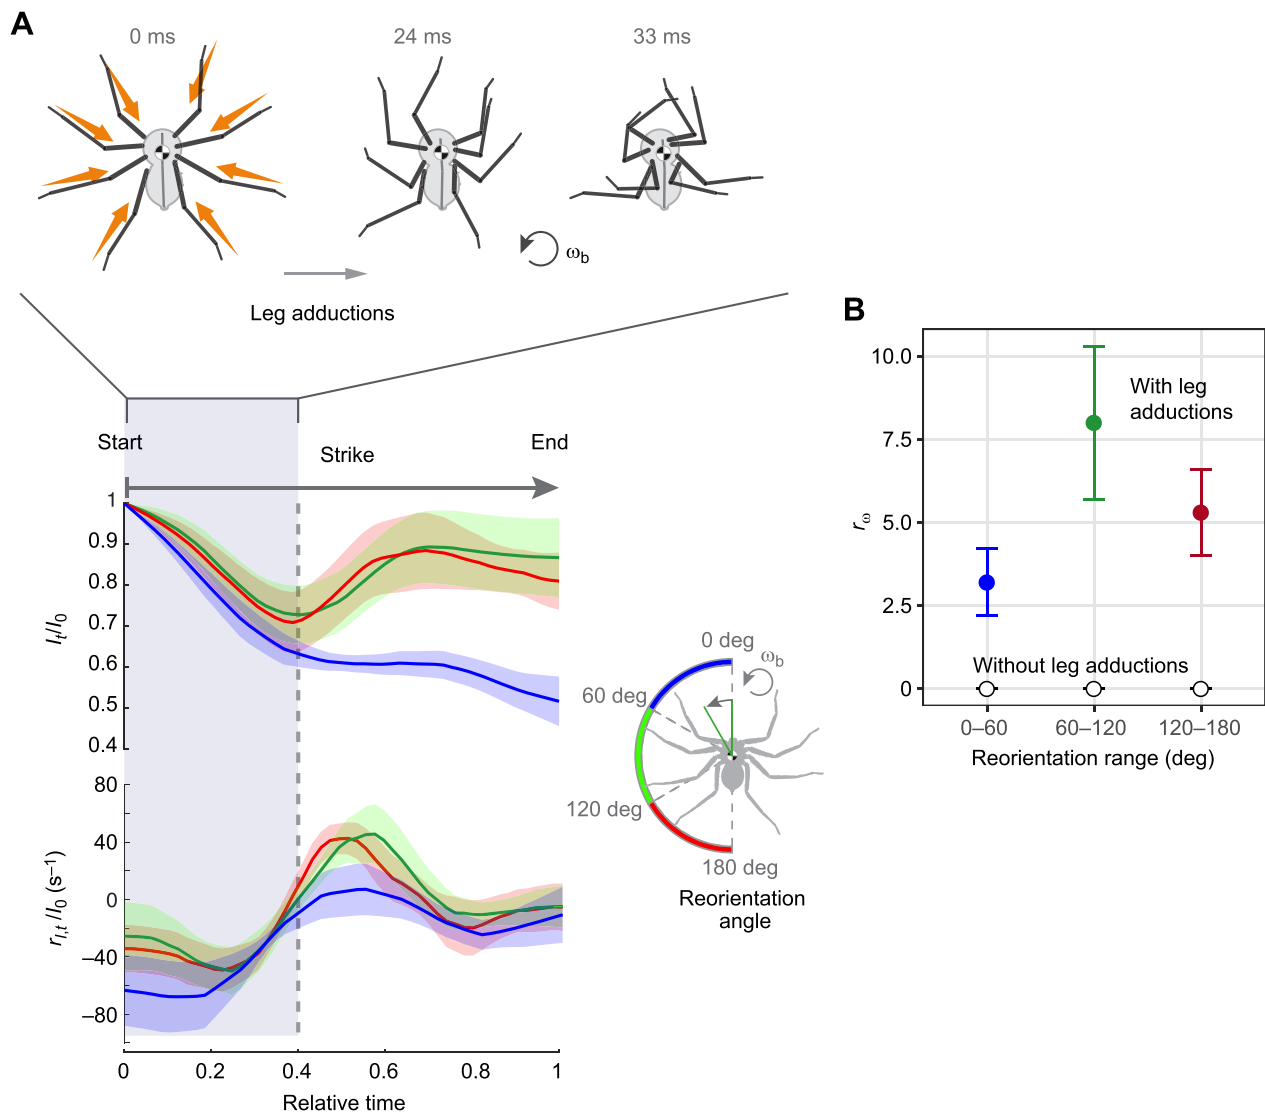 A
0 ms
24 ms
33 ms
ωb
Leg adductions
Start
Strike
End
1
0.9
0.8
0.7
0.6
0.5
0.4
It/I0
80
40
0
–40
–80
rI,t /I0 (s–1)
0
0.2
0.4
0.6
0.8
1
Relative time
0 deg
ωb
60 deg
120 deg
180 deg
Reorientation
angle
B
10.0
7.5
5.0
2.5
0
rω
With leg
adductions
Without leg adductions
0–60
60–120
120–180
Reorientation range (deg)